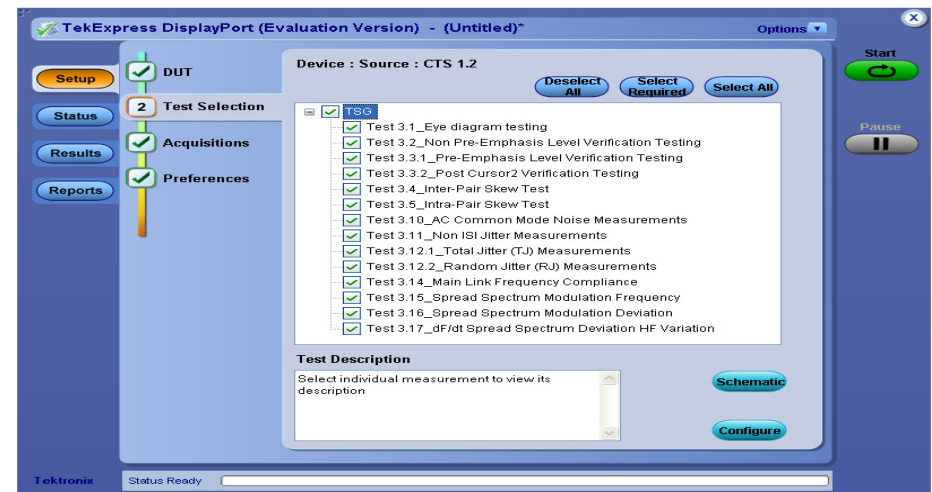 TekExpress DisplayPort (Evaluation Version) - (Untitled)*
Options
Start
Pause
Setup
Status
Results
Reports
DUT
2 Test Selection
Acquisitions
Preferences
Device : Source : CTS 1.2
Deselect All
Select Required
Select All
TSG
Test 3.1_Eye diagram testing
Test 3.2_Non Pre-Emphasis Level Verification Testing
Test 3.3.1_Pre-Emphasis Level Verification Testing
Test 3.3.2_Post Cursor2 Verification Testing
Test 3.4_Inter-Pair Skew Test
Test 3.5_Intra-Pair Skew Test
Test 3.10_AC Common Mode Noise Measurements
Test 3.11_Non ISI Jitter Measurements
Test 3.12.1_Total Jitter (TJ) Measurements
Test 3.12.2_Random Jitter (RJ) Measurements
Test 3.14_Main Link Frequency Compliance
Test 3.15_Spread Spectrum Modulation Frequency
Test 3.16_Spread Spectrum Modulation Deviation
Test 3.17_dF/dt Spread Spectrum Deviation HF Variation
Test Description
Select individual measurement to view its
description
Schematic
Configure
Tektronix
Status Ready